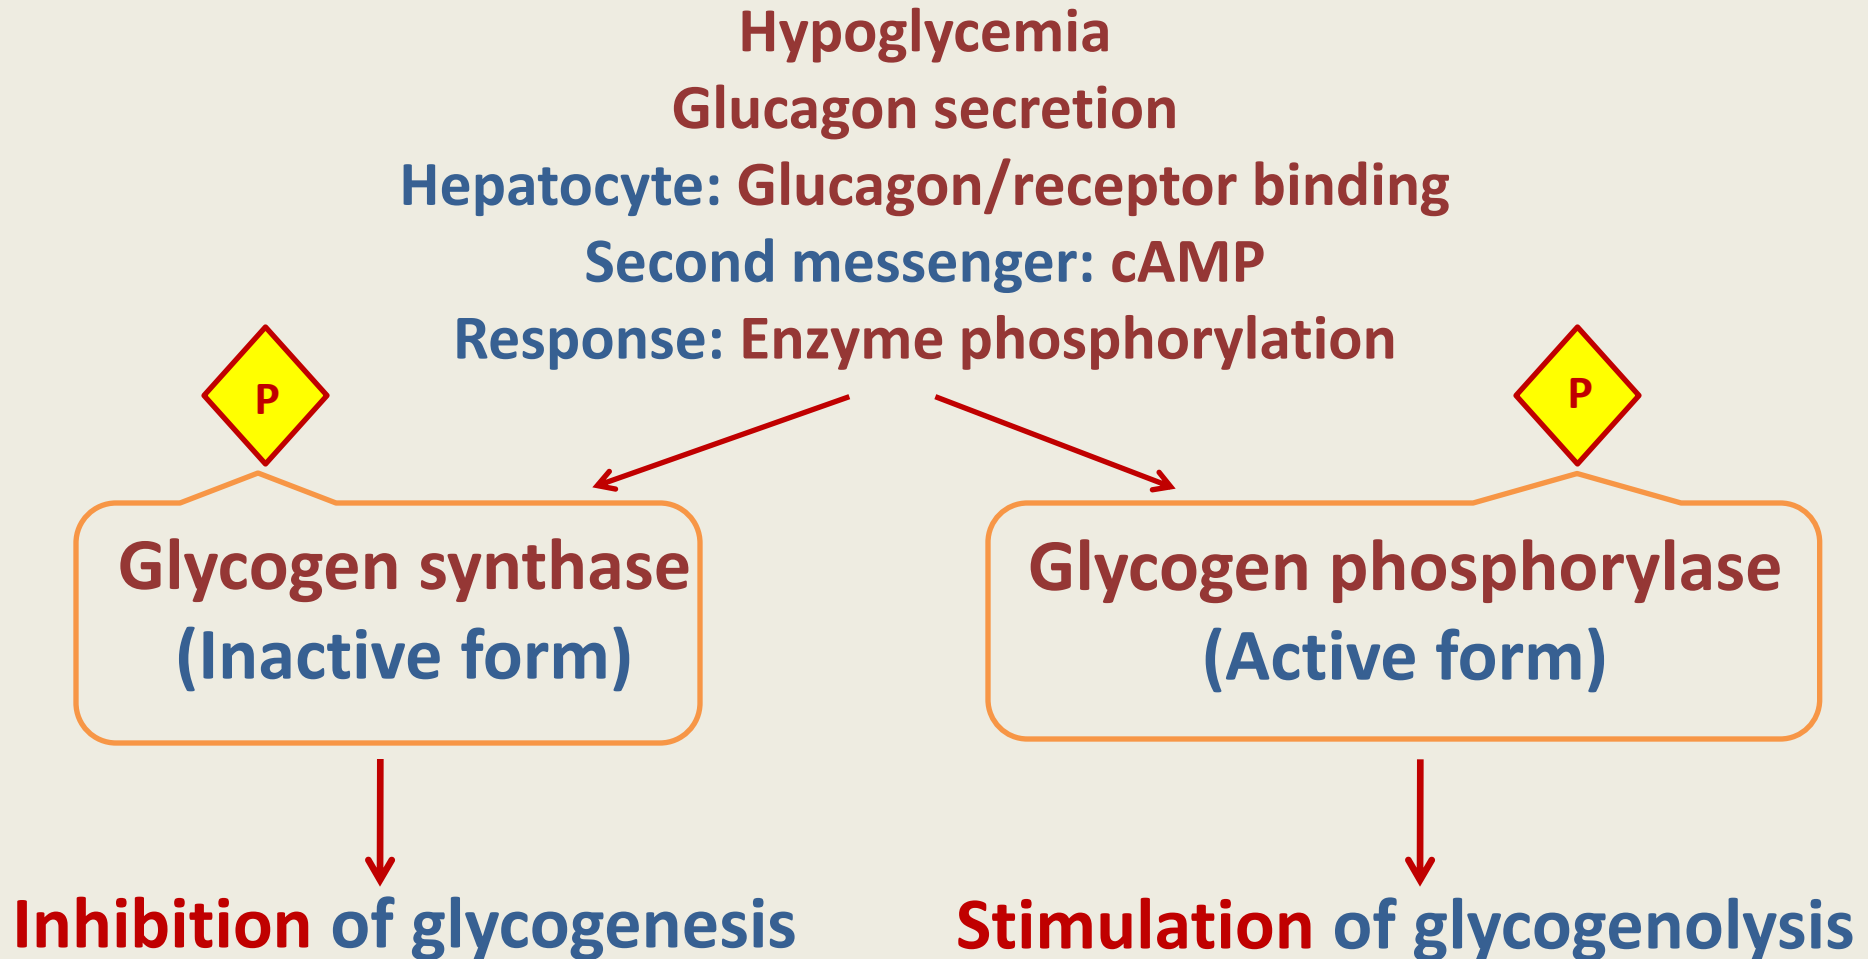 Hypoglycemia
Glucagon secretion
Hepatocyte: Glucagon/receptor binding
Second messenger: cAMP
Response: Enzyme phosphorylation
P
P
Glycogen synthase
(Inactive form)
Glycogen phosphorylase
(Active form)
Inhibition of glycogenesis
Stimulation of glycogenolysis